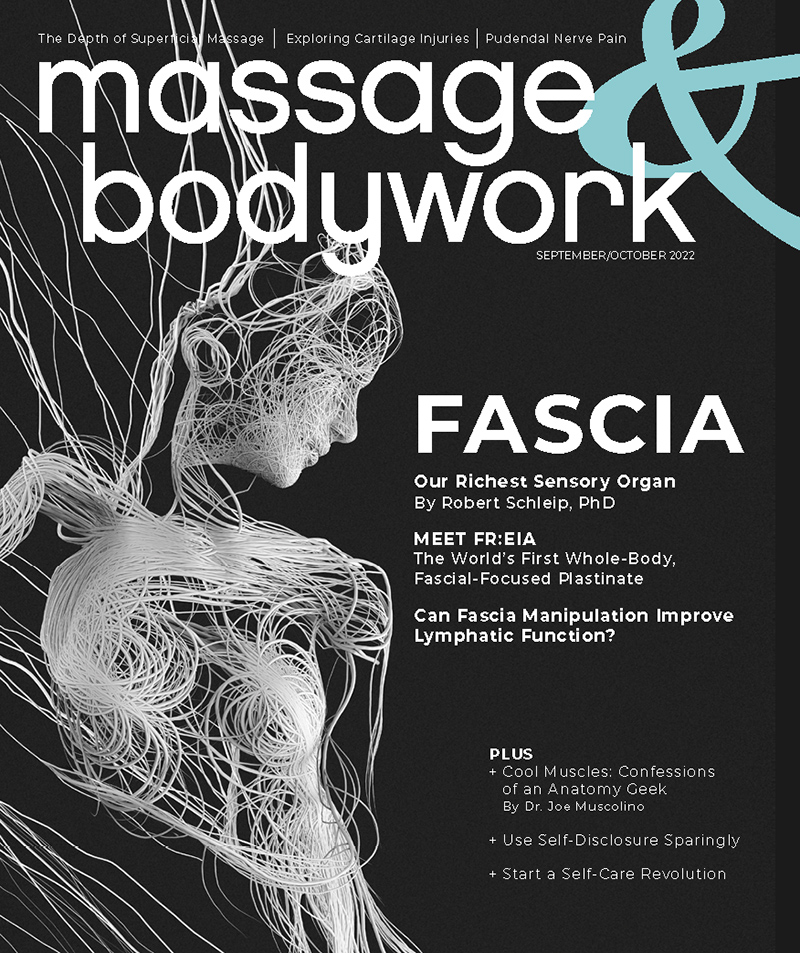 The Depth of Superficial Massage | Exploring Cartilage Injuries | Pudendal Nerve Pain
massage &
bodywork
SEPTEMBER/OCTOBER 2022
FASCIA
Our Richest Sensory Organ
By Robert Schleip, PhD
MEET FR:EIA
The World's First Whole-Body,
Fascial-Focused Plastinate
Can Fascia Manipulation Improve
Lymphatic Function?
PLUS
+ Cool Muscles: Confessions
of an Anatomy Geek
By Dr. Joe Muscolino
+ Use Self-Disclosure Sparingly
+ Start a Self-Care Revolution